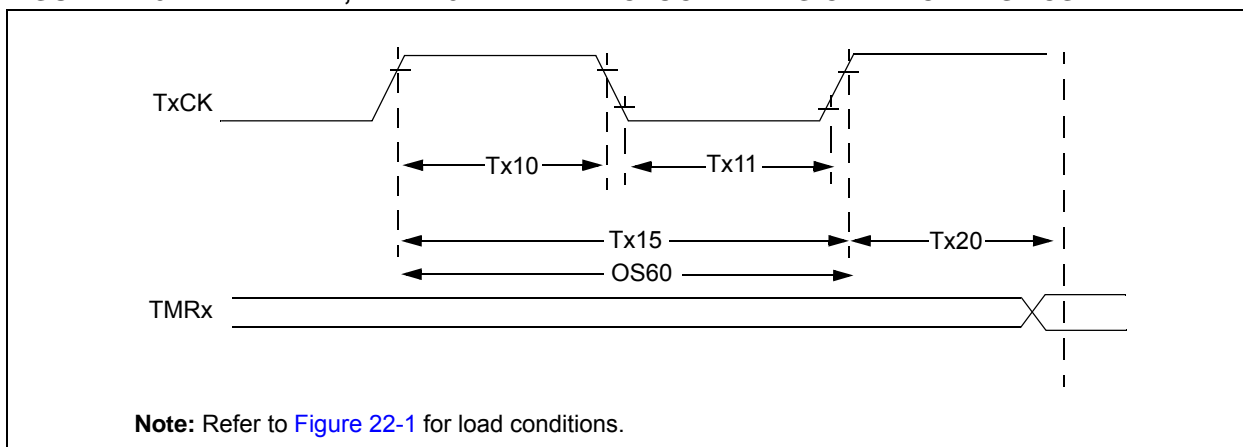 TxCK
Tx10
Tx11
Tx15
Tx20
OS60
TMRx
Note: Refer to Figure 22-1 for load conditions.